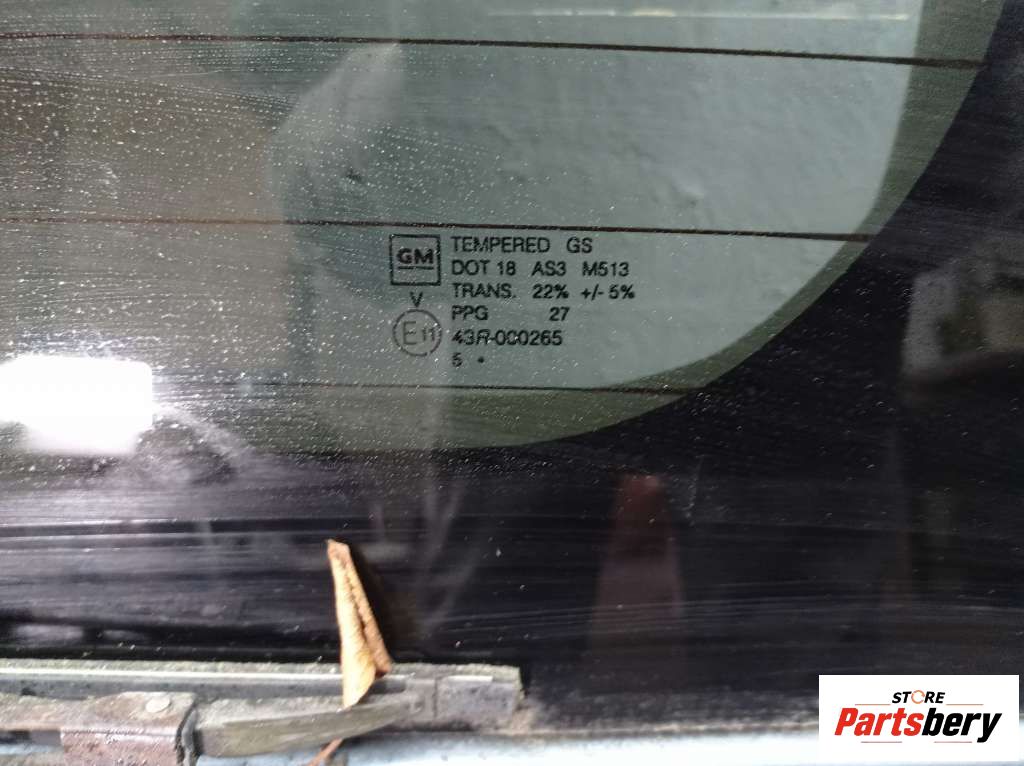 GM
TEMPERED GS
DOT 18 AS3 M513
TRANS. 22% +/- 5%
V
PPG 27
E11
43R-000265
5 •
STORE
Partsbery